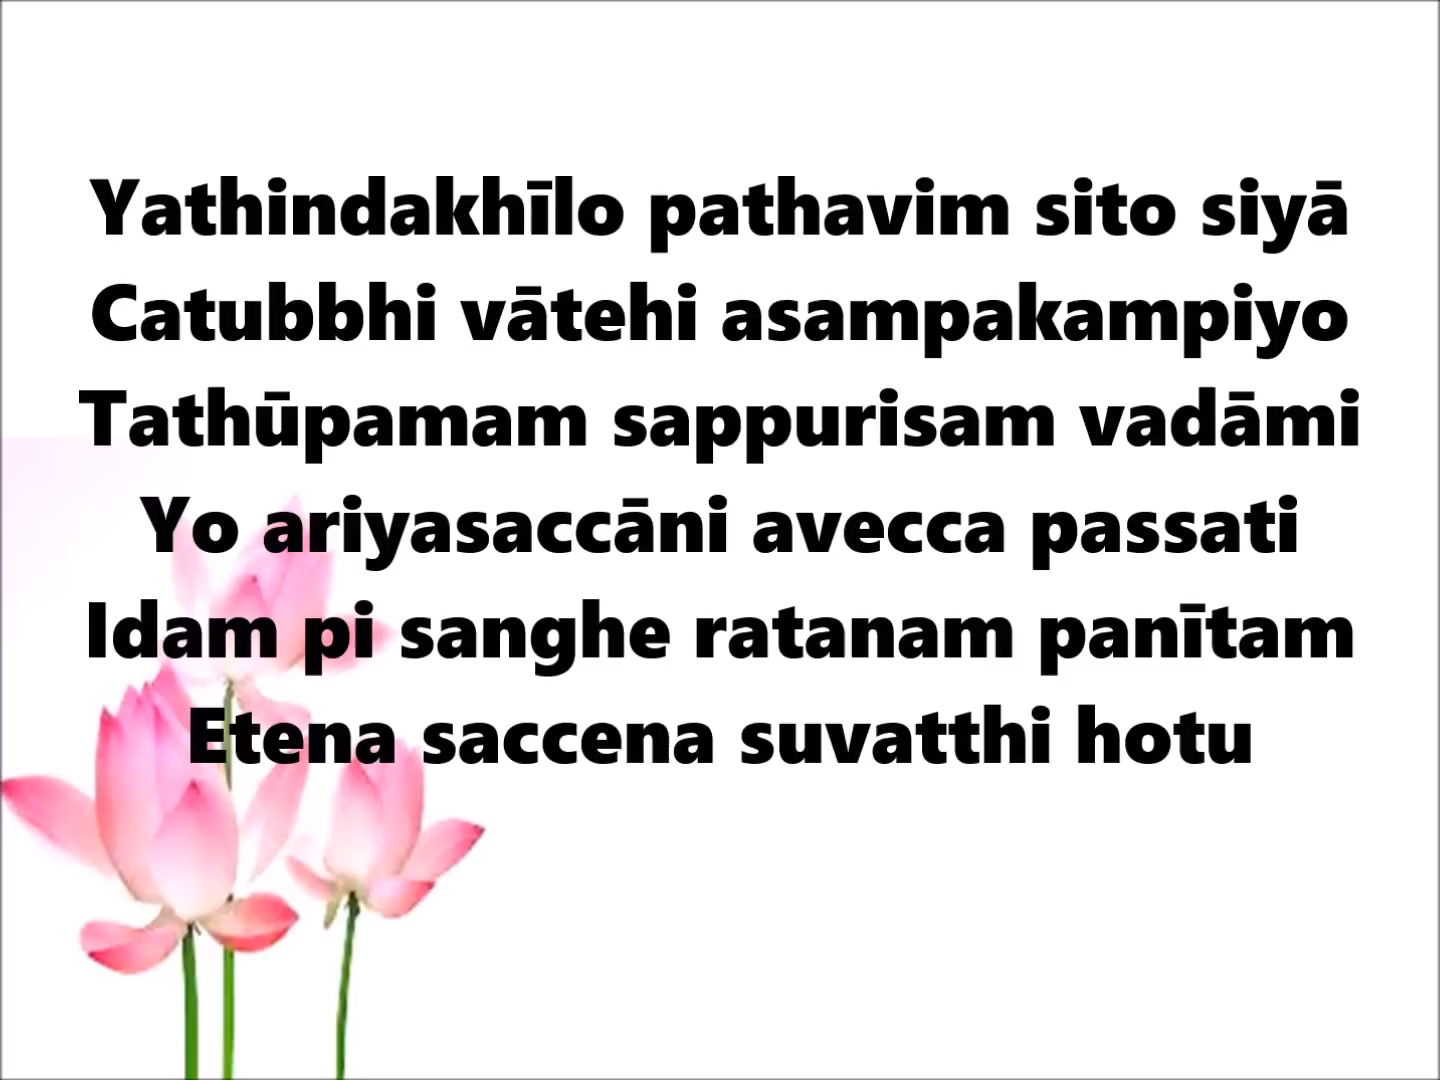 Yathindakhīlo pathavim sito siyā
Catubbhi vātehi asampakampiyo
Tathūpamam sappurisam vadāmi
Yo ariyasaccāni avecca passati
Idam pi sanghe ratanam panītam
Etena saccena suvatthi hotu